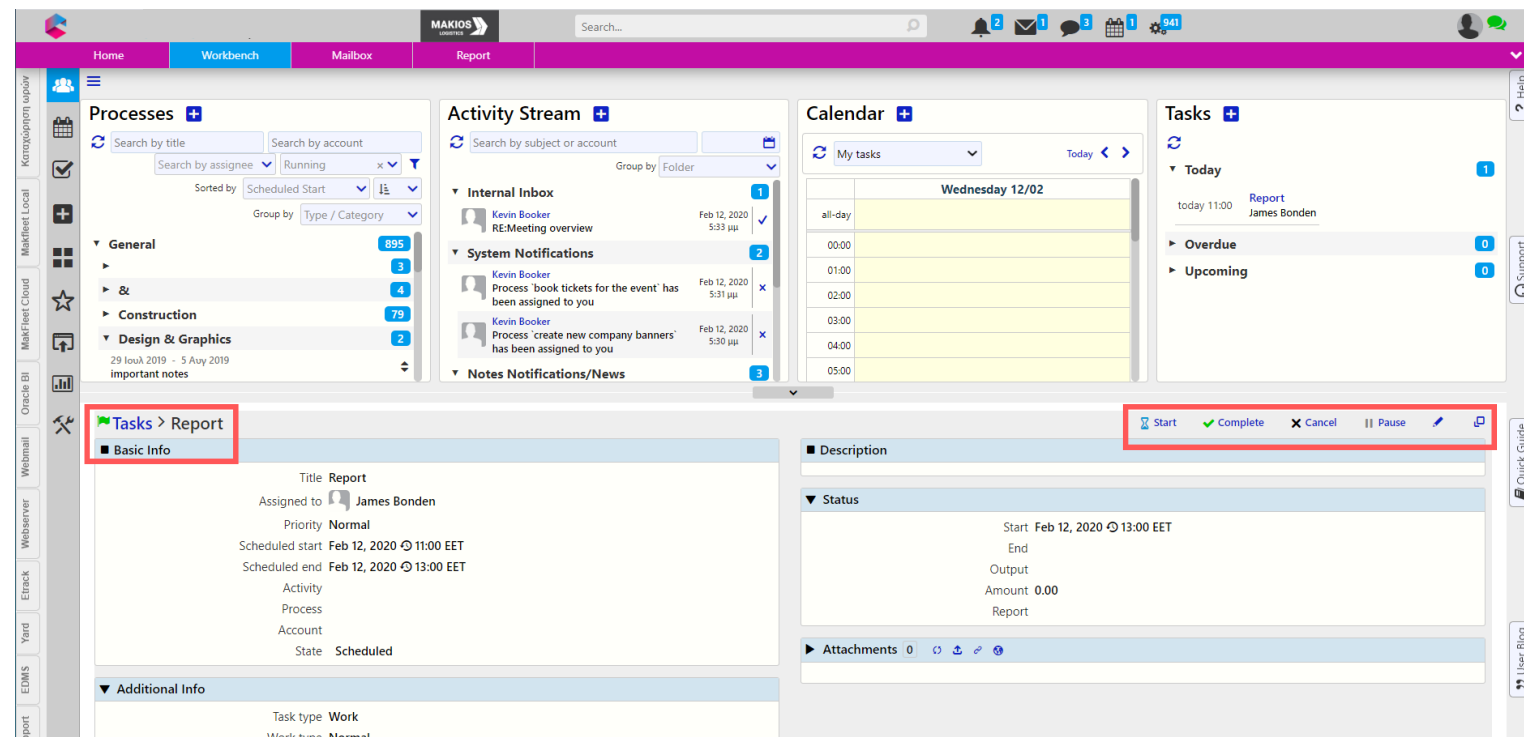 MAKIOS
LOGISTICS
Search...
2
1
3
1
941
Home
Workbench
Mailbox
Report
Καταχώρηση ωρών
Makfleet Local
MakFleet Cloud
Oracle BI
Webmail
Webserver
Etrack
Yard
EDMS
Processes
Search by title
Search by account
Search by assignee
Running
Sorted by
Scheduled Start
Group by
Type / Category
General 895
3
& 4
Construction 79
Design & Graphics 2
29 Ιουλ 2019 - 5 Αυγ 2019
important notes
Activity Stream
Search by subject or account
Group by Folder
Internal Inbox 1
Kevin Booker
RE:Meeting overview
Feb 12, 2020
5:33 μμ
System Notifications 2
Kevin Booker
Process `book tickets for the event` has
been assigned to you
Feb 12, 2020
5:31 μμ
Kevin Booker
Process `create new company banners`
has been assigned to you
Feb 12, 2020
5:30 μμ
Notes Notifications/News 3
Calendar
My tasks
Today
Wednesday 12/02
all-day
00:00
01:00
02:00
03:00
04:00
05:00
Tasks
Today 1
today 11:00
Report
James Bonden
Overdue 0
Upcoming 0
Help
Support
Quick Guide
User Blog
Tasks > Report
Start
Complete
Cancel
Pause
Basic Info
Title Report
Assigned to James Bonden
Priority Normal
Scheduled start Feb 12, 2020 11:00 EET
Scheduled end Feb 12, 2020 13:00 EET
Activity
Process
Account
State Scheduled
Additional Info
Task type Work
Work type Normal
Description
Status
Start Feb 12, 2020 13:00 EET
End
Output
Amount 0.00
Report
Attachments 0